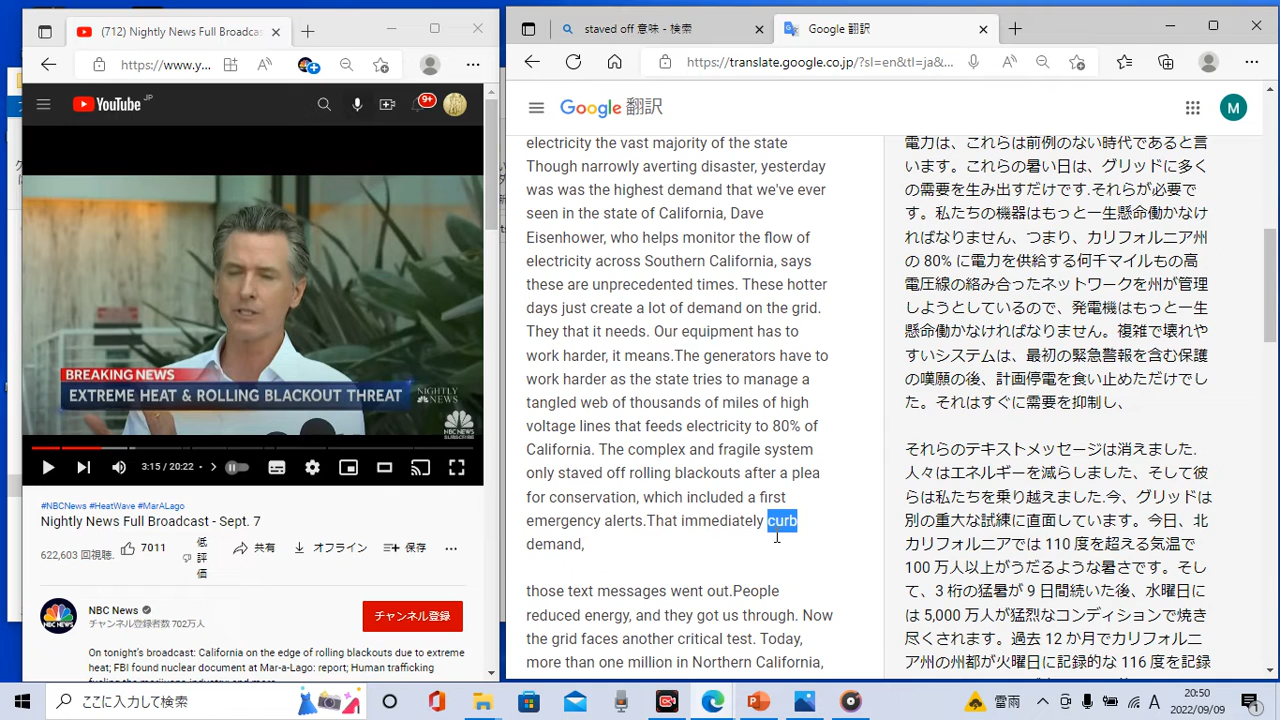 (712) Nightly News Full Broadcas
https://www.y...
YouTube JP
9+
BREAKING NEWS
EXTREME HEAT & ROLLING BLACKOUT THREAT
NIGHTLY NEWS
NBC NEWS
SUBSCRIBE
3:15 / 20:22
#NBCNews #HeatWave #MarALago
Nightly News Full Broadcast - Sept. 7
622,603 回視聴
7011
低評価
共有
オフライン
保存
NBC News
チャンネル登録者数 702万人
チャンネル登録
On tonight's broadcast: California on the edge of rolling blackouts due to extreme
heat; FBI found nuclear document at Mar-a-Lago: report; Human trafficking
fueling the marijuana industry; and more.
staved off 意味 - 検索
Google 翻訳
https://translate.google.co.jp/?sl=en&tl=ja&...
Google 翻訳
M
electricity the vast majority of the state
Though narrowly averting disaster, yesterday
was was the highest demand that we've ever
seen in the state of California, Dave
Eisenhower, who helps monitor the flow of
electricity across Southern California, says
these are unprecedented times. These hotter
days just create a lot of demand on the grid.
They that it needs. Our equipment has to
work harder, it means.The generators have to
work harder as the state tries to manage a
tangled web of thousands of miles of high
voltage lines that feeds electricity to 80% of
California. The complex and fragile system
only staved off rolling blackouts after a plea
for conservation, which included a first
emergency alerts.That immediately curb
demand,
those text messages went out.People
reduced energy, and they got us through. Now
the grid faces another critical test. Today,
more than one million in Northern California,
電力は、これらは前例のない時代であると言
います。これらの暑い日は、グリッドに多く
の需要を生み出すだけです.それらが必要で
す。私たちの機器はもっと一生懸命働かなけ
ればなりません、つまり、カリフォルニア州
の 80% に電力を供給する何千マイルもの高
電圧線の絡み合ったネットワークを州が管理
しようとしているので、発電機はもっと一生
懸命働かなければなりません。複雑で壊れや
すいシステムは、最初の緊急警報を含む保護
の嘆願の後、計画停電を食い止めただけでし
た。それはすぐに需要を抑制し、
それらのテキストメッセージは消えました.
人々はエネルギーを減らしました、そして彼
らは私たちを乗り越えました.今、グリッドは
別の重大な試練に直面しています。今日、北
カリフォルニアでは 110 度を超える気温で
100 万人以上がうだるような暑さです。そし
て、3 桁の猛暑が 9 日間続いた後、水曜日に
は 5,000 万人が猛烈なコンディションで焼き
尽くされます。過去 12 か月でカリフォルニ
ア州の州都が火曜日に記録的な 116 度を記録
ここに入力して検索
雷雨
A
20:50
2022/09/09
1